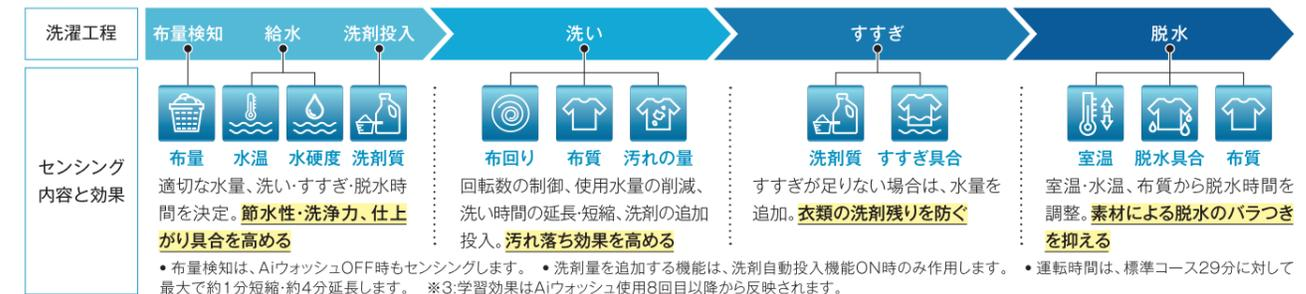 洗濯工程
布量検知 給水 洗剤投入
洗い
すすぎ
脱水
センシング
内容と効果
布量 水温 水硬度 洗剤質
適切な水量、洗い・すすぎ・脱水時
間を決定。節水性・洗浄力、仕上
がり具合を高める
布回り 布質 汚れの量
回転数の制御、使用水量の削減、
洗い時間の延長・短縮、洗剤の追加
投入。汚れ落ち効果を高める
洗剤質 すすぎ具合
すすぎが足りない場合は、水量を
追加。衣類の洗剤残りを防ぐ
室温 脱水具合 布質
室温・水温、布質から脱水時間を
調整。素材による脱水のバラつき
を抑える
•布量検知は、AiウォッシュOFF時もセンシングします。 •洗剤量を追加する機能は、洗剤自動投入機能ON時のみ作用します。 •運転時間は、標準コース29分に対して
最大で約1分短縮・約4分延長します。 ※3:学習効果はAiウォッシュ使用8回目以降から反映されます。